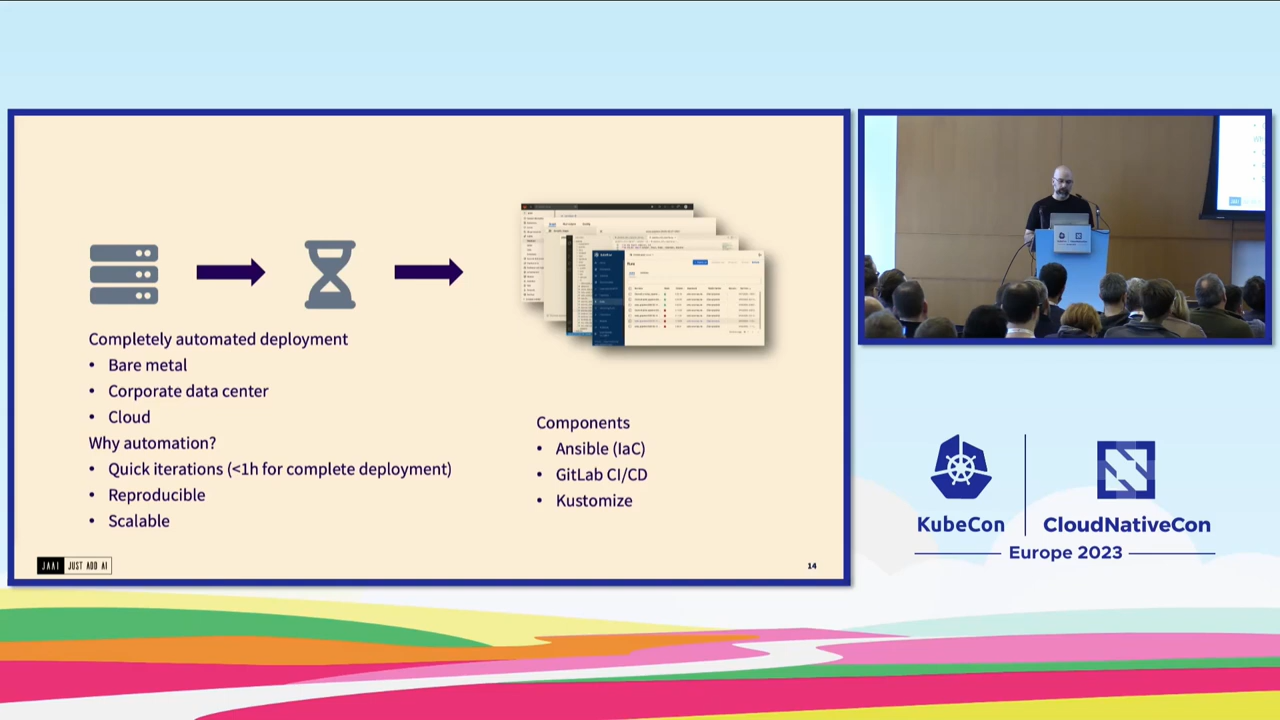 Completely automated deployment
• Bare metal
• Corporate data center
• Cloud
Why automation?
• Quick iterations (<1h for complete deployment)
• Reproducible
• Scalable
Components
• Ansible (IaC)
• GitLab CI/CD
• Kustomize
JAAI JUST ADD AI
14
KubeCon
CloudNativeCon
Europe 2023